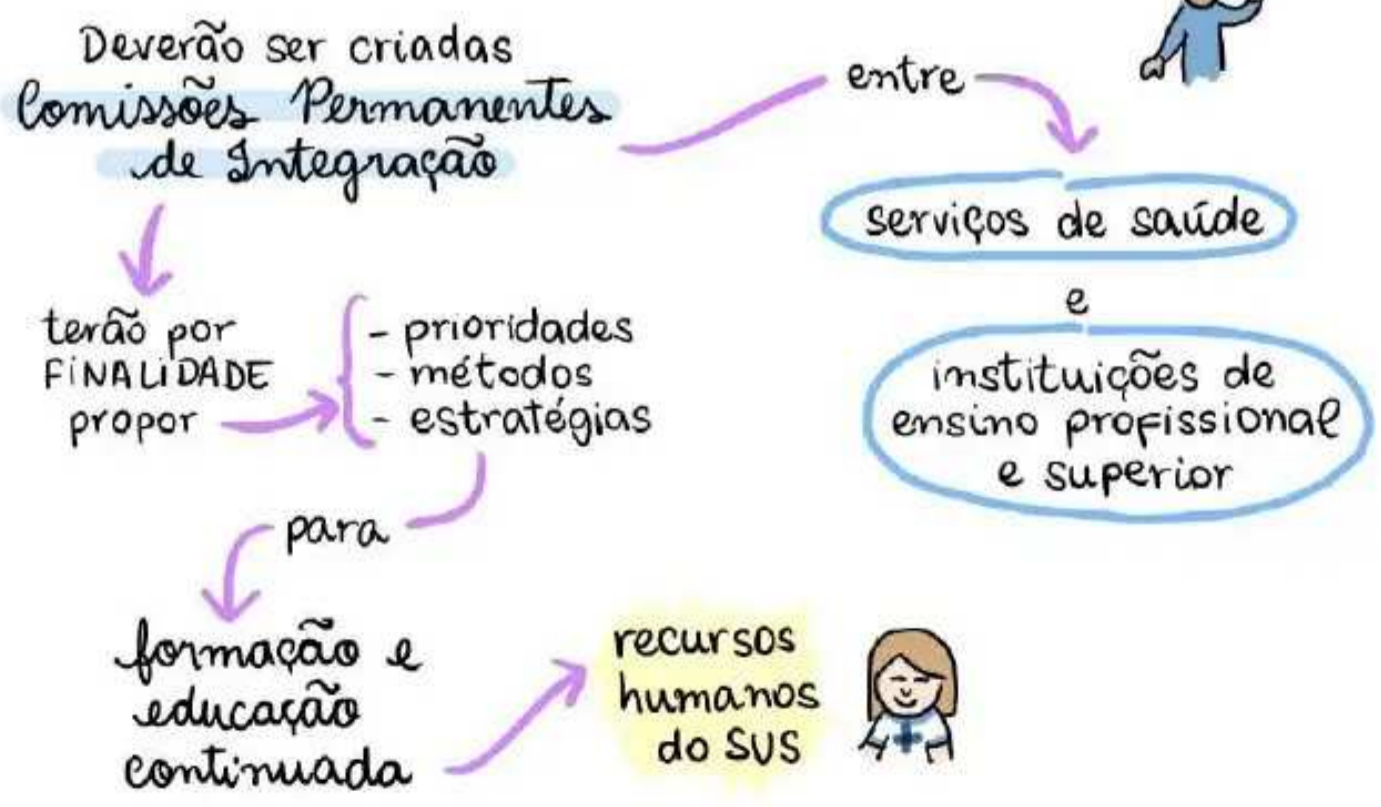 Deverão ser criadas
Comissões Permanentes
de Integração
entre
serviços de saúde
e
instituições de
ensino profissional
e superior
terão por
FINALIDADE
propor
- prioridades
- métodos
- estratégias
para
formação e
educação
continuada
recursos
humanos
do SUS